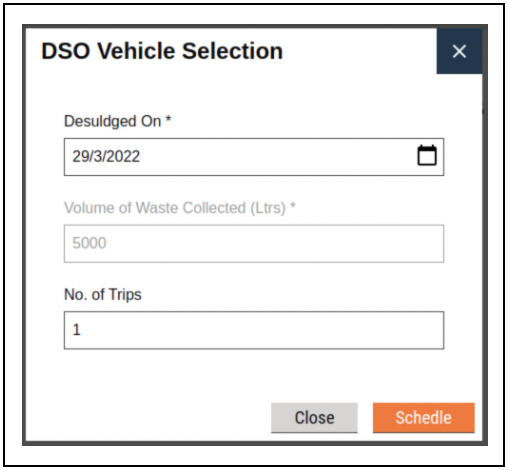 DSO Vehicle Selection
Desuldged On *
29/3/2022
Volume of Waste Collected (Ltrs) *
5000
No. of Trips
1
Close
Schedle